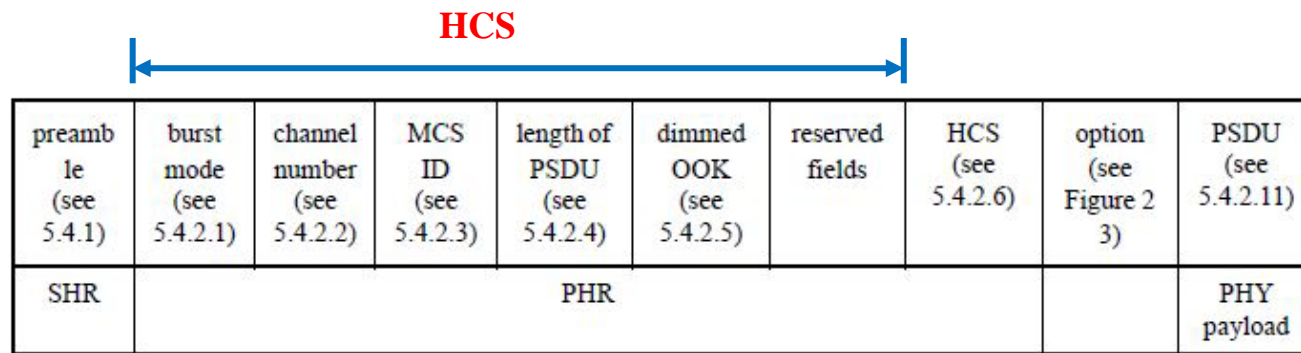 HCS
preamb
le
(see
5.4.1)
burst
mode
(see
5.4.2.1)
channel
number
(see
5.4.2.2)
MCS
ID
(see
5.4.2.3)
length of
PSDU
(see
5.4.2.4)
dimmed
OOK
(see
5.4.2.5)
reserved
fields
HCS
(see
5.4.2.6)
option
(see
Figure 2
3)
PSDU
(see
5.4.2.11)
SHR
PHR
PHY
payload